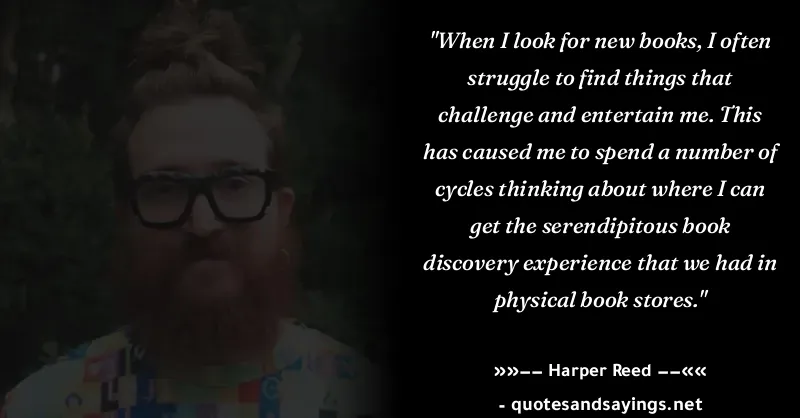 "When I look for new books, I often
struggle to find things that
challenge and entertain me. This
has caused me to spend a number of
cycles thinking about where I can
get the serendipitous book
discovery experience that we had in
physical book stores."
»»−− Harper Reed −−««
- quotesandsayings.net